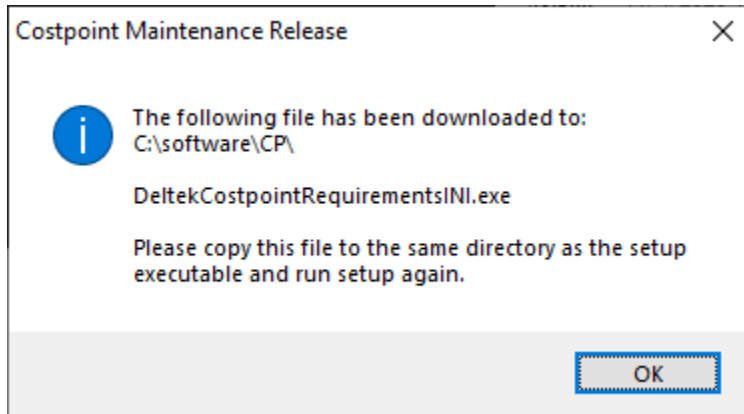 Costpoint Maintenance Release
The following file has been downloaded to:
C:\software\CP\
DeltekCostpointRequirementsINI.exe
Please copy this file to the same directory as the setup
executable and run setup again.
OK